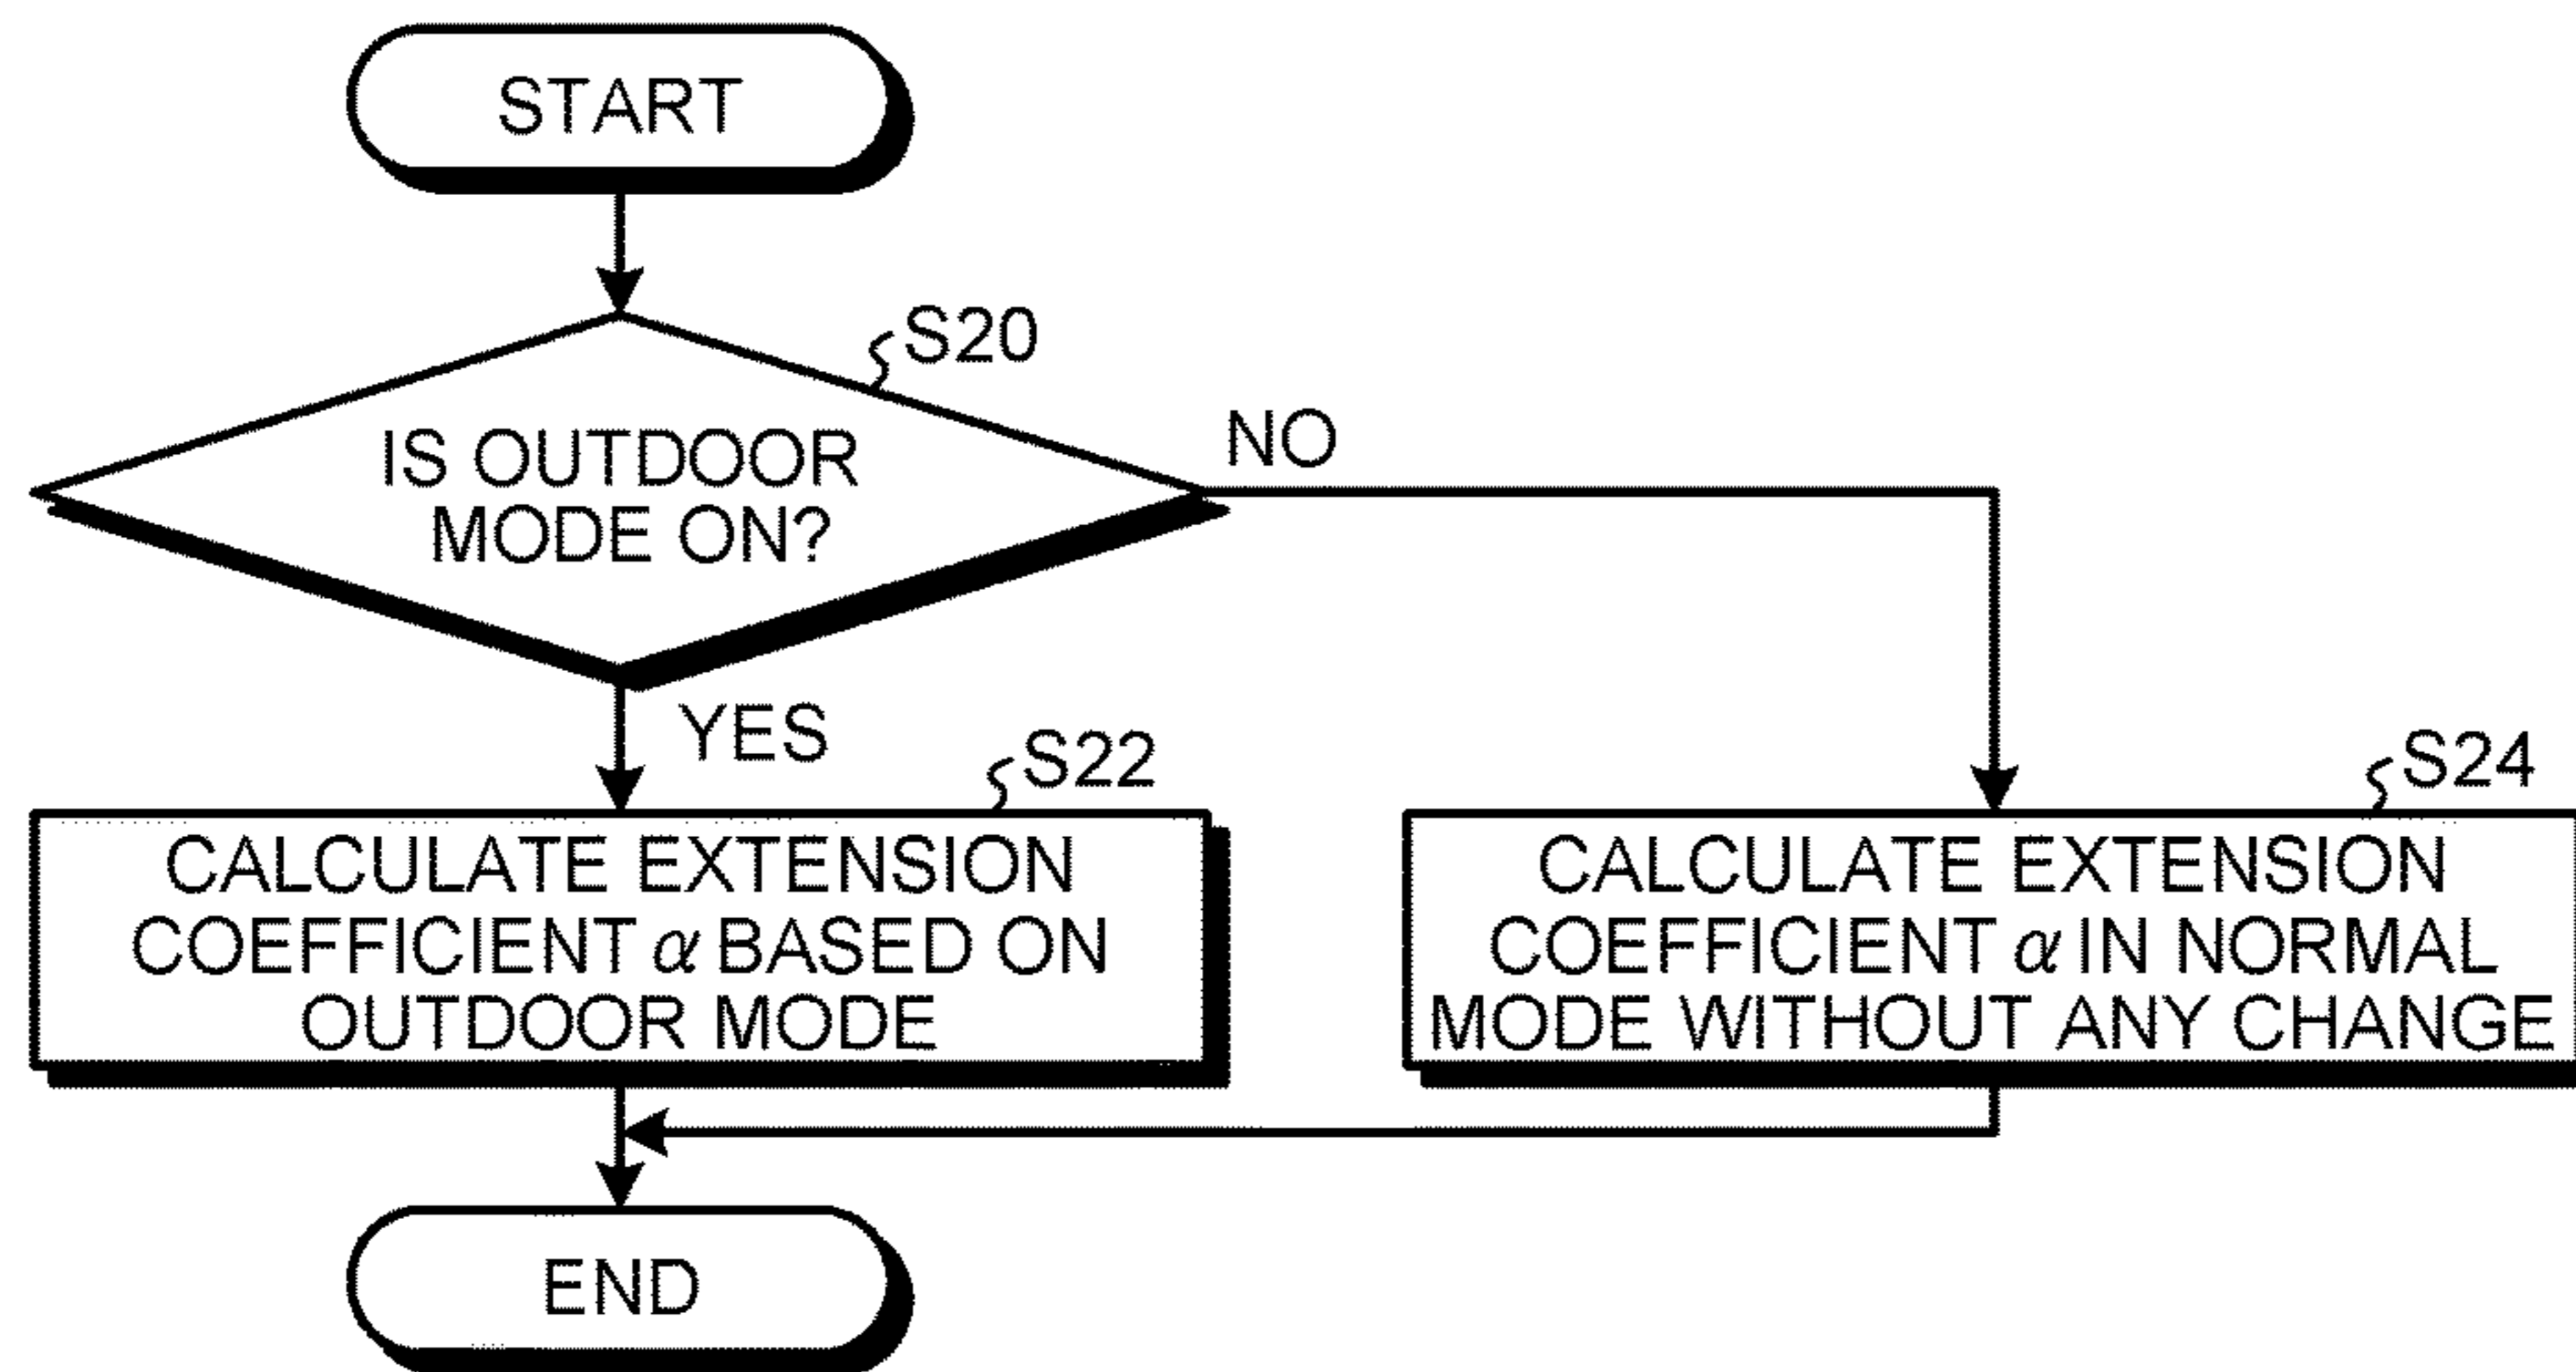 START
S20
IS OUTDOOR
MODE ON?
NO
YES
S22
CALCULATE EXTENSION
COEFFICIENT α BASED ON
OUTDOOR MODE
S24
CALCULATE EXTENSION
COEFFICIENT α IN NORMAL
MODE WITHOUT ANY CHANGE
END